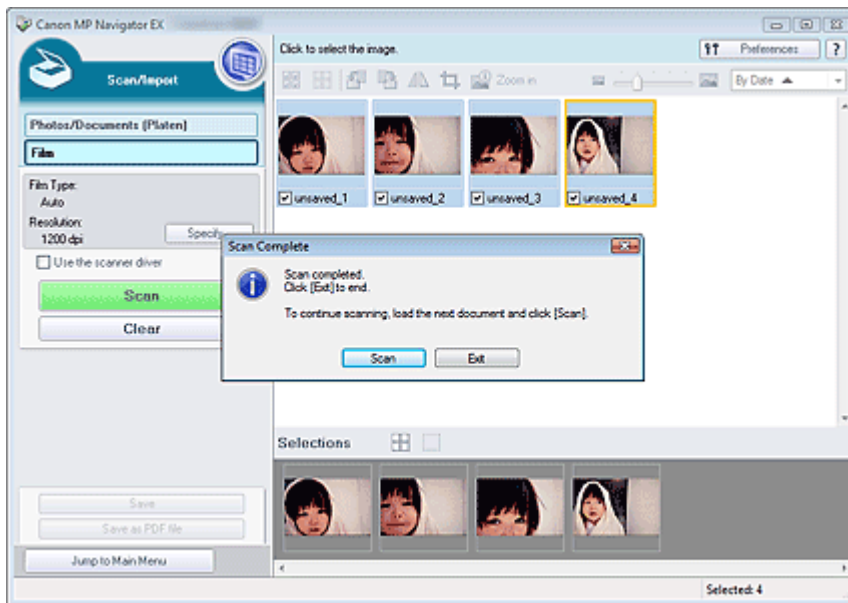 Canon MP Navigator EX
Scan/Import
Click to select the image.
Preferences
?
Zoom in
By Date
Photos/Documents (Platen)
Film
Film Type:
Auto
Resolution:
1200 dpi
Specify...
Use the scanner driver
Scan
Clear
unsaved_1
unsaved_2
unsaved_3
unsaved_4
Scan Complete
Scan completed.
Click [Exit] to end.
To continue scanning, load the next document and click [Scan].
Scan
Exit
Selections
Save
Save as PDF file
Jump to Main Menu
Selected: 4